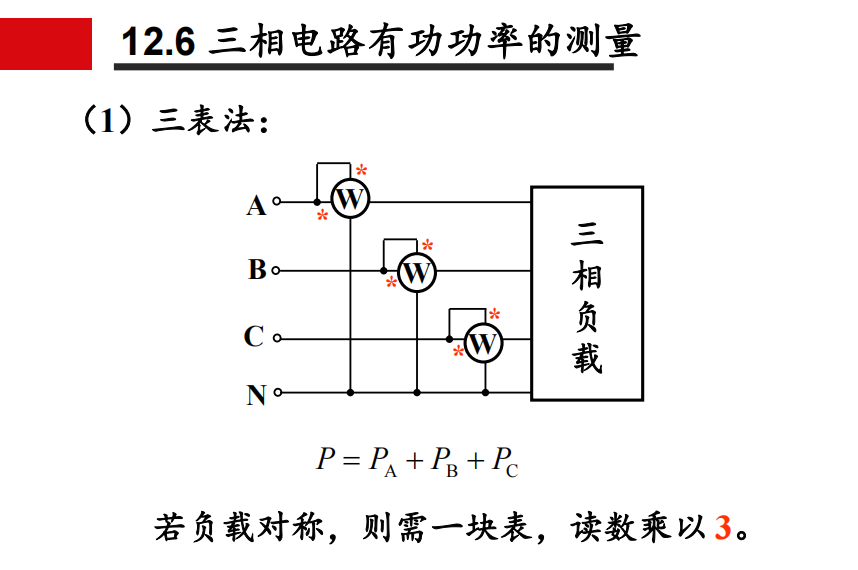 12.6 三相电路有功功率的测量
（1）三表法：
* W
A *
* W
B *
* W
C *
N
三相负载
P = PA + PB + PC
若负载对称，则需一块表，读数乘以 3。